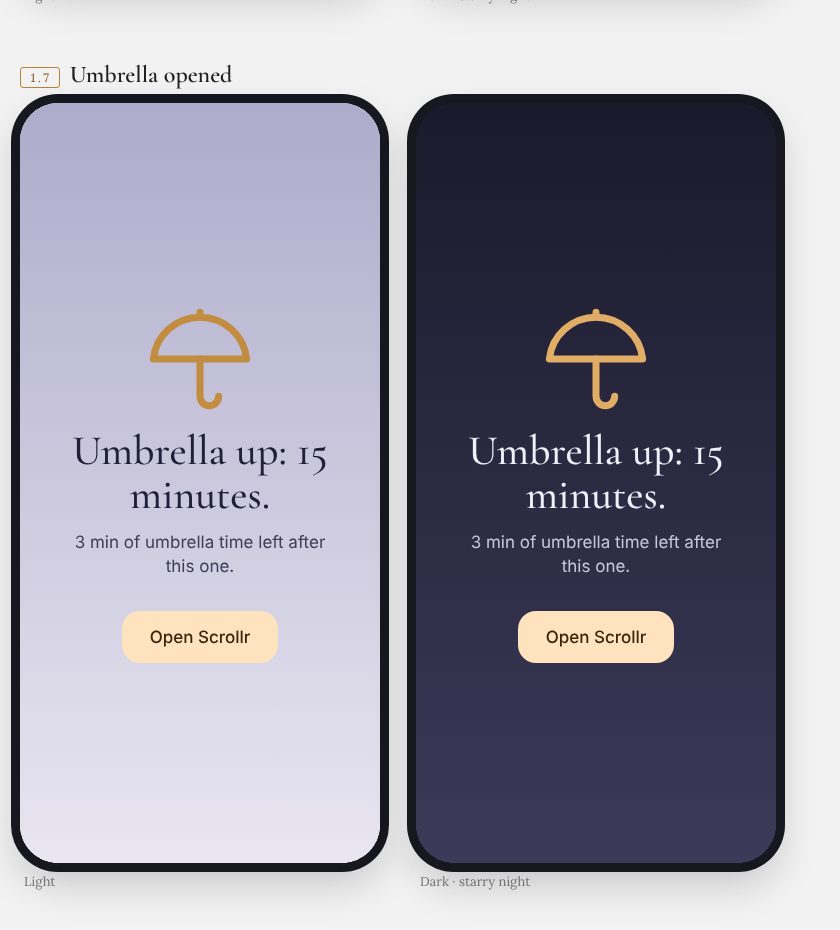 1.7 Umbrella opened
Umbrella up: 15
minutes.
3 min of umbrella time left after
this one.
Open Scrollr
Umbrella up: 15
minutes.
3 min of umbrella time left after
this one.
Open Scrollr
Light
Dark · starry night